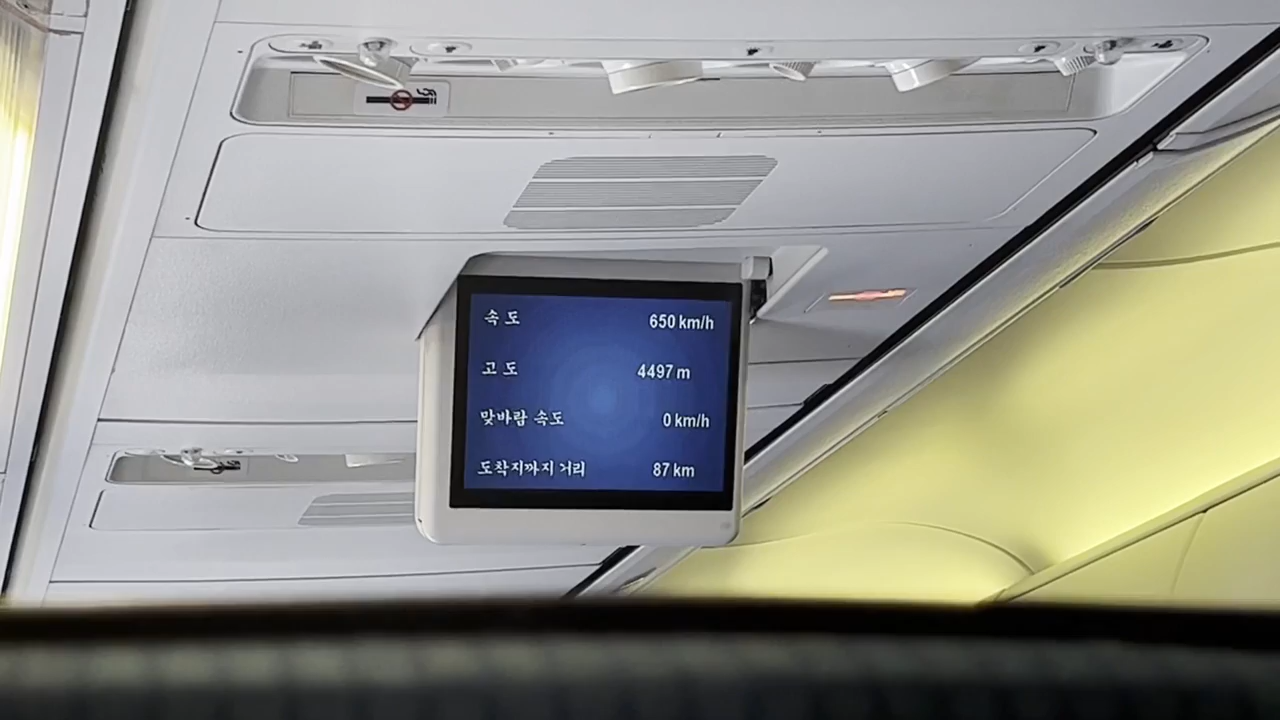 속 도 650 km/h
고 도 4497 m
맞바람 속도 0 km/h
도착지까지 거리 87 km